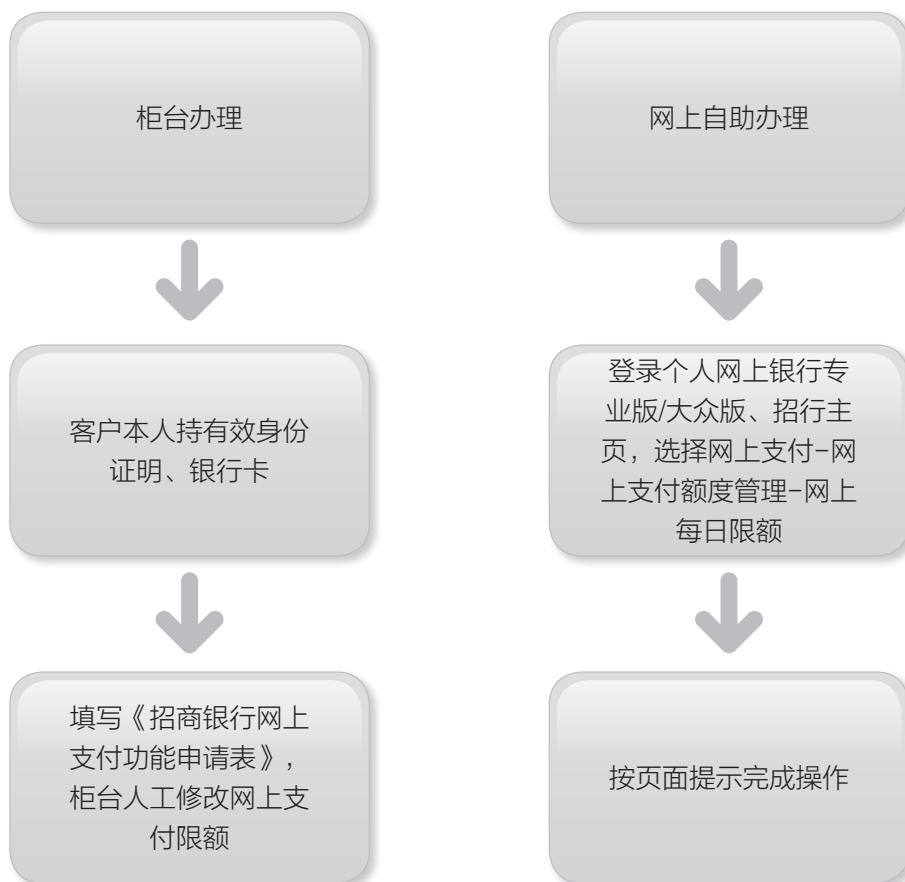 柜台办理
网上自助办理
客户本人持有效身份
证明、银行卡
登录个人网上银行专
业版/大众版、招行主
页，选择网上支付-网
上支付额度管理-网上
每日限额
填写《招商银行网上
支付功能申请表》，
柜台人工修改网上支
付限额
按页面提示完成操作